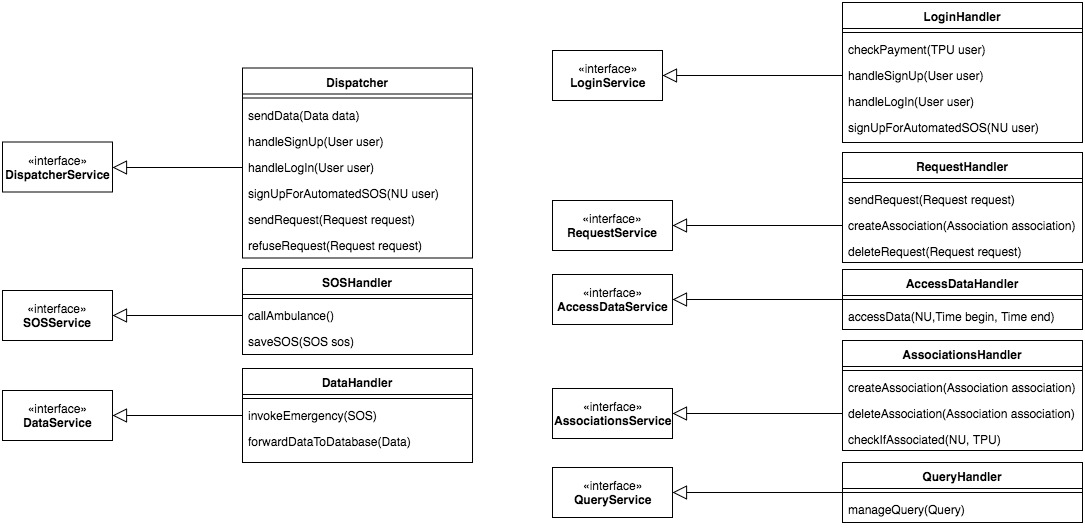 «interface»
DispatcherService
Dispatcher
sendData(Data data)
handleSignUp(User user)
handleLogIn(User user)
signUpForAutomatedSOS(NU user)
sendRequest(Request request)
refuseRequest(Request request)
«interface»
SOSService
SOSHandler
callAmbulance()
saveSOS(SOS sos)
«interface»
DataService
DataHandler
invokeEmergency(SOS)
forwardDataToDatabase(Data)
«interface»
LoginService
LoginHandler
checkPayment(TPU user)
handleSignUp(User user)
handleLogIn(User user)
signUpForAutomatedSOS(NU user)
«interface»
RequestService
RequestHandler
sendRequest(Request request)
createAssociation(Association association)
deleteRequest(Request request)
«interface»
AccessDataService
AccessDataHandler
accessData(NU,Time begin, Time end)
«interface»
AssociationsService
AssociationsHandler
createAssociation(Association association)
deleteAssociation(Association association)
checkIfAssociated(NU, TPU)
«interface»
QueryService
QueryHandler
manageQuery(Query)